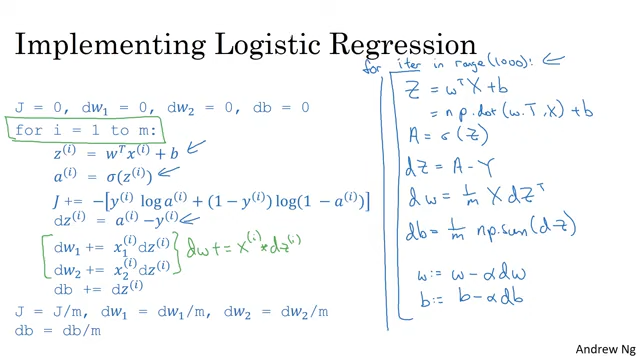 Implementing Logistic Regression
J = 0, dw₁ = 0, dw₂ = 0, db = 0
for i = 1 to m:
z⁽ⁱ⁾ = wᵀx⁽ⁱ⁾ + b
a⁽ⁱ⁾ = σ(z⁽ⁱ⁾)
J += −[y⁽ⁱ⁾ log a⁽ⁱ⁾ + (1 − y⁽ⁱ⁾) log(1 − a⁽ⁱ⁾)]
dz⁽ⁱ⁾ = a⁽ⁱ⁾ − y⁽ⁱ⁾
dw₁ += x₁⁽ⁱ⁾dz⁽ⁱ⁾
dw₂ += x₂⁽ⁱ⁾dz⁽ⁱ⁾
dw += x⁽ⁱ⁾ * dz⁽ⁱ⁾
db += dz⁽ⁱ⁾
J = J/m, dw₁ = dw₁/m, dw₂ = dw₂/m
db = db/m
for iter in range(1000):
Z = wᵀX + b
= np.dot(w.T, X) + b
A = σ(Z)
dZ = A − Y
dw = 1/m X dZᵀ
db = 1/m np.sum(dZ)
w := w − αdw
b := b − αdb
Andrew Ng